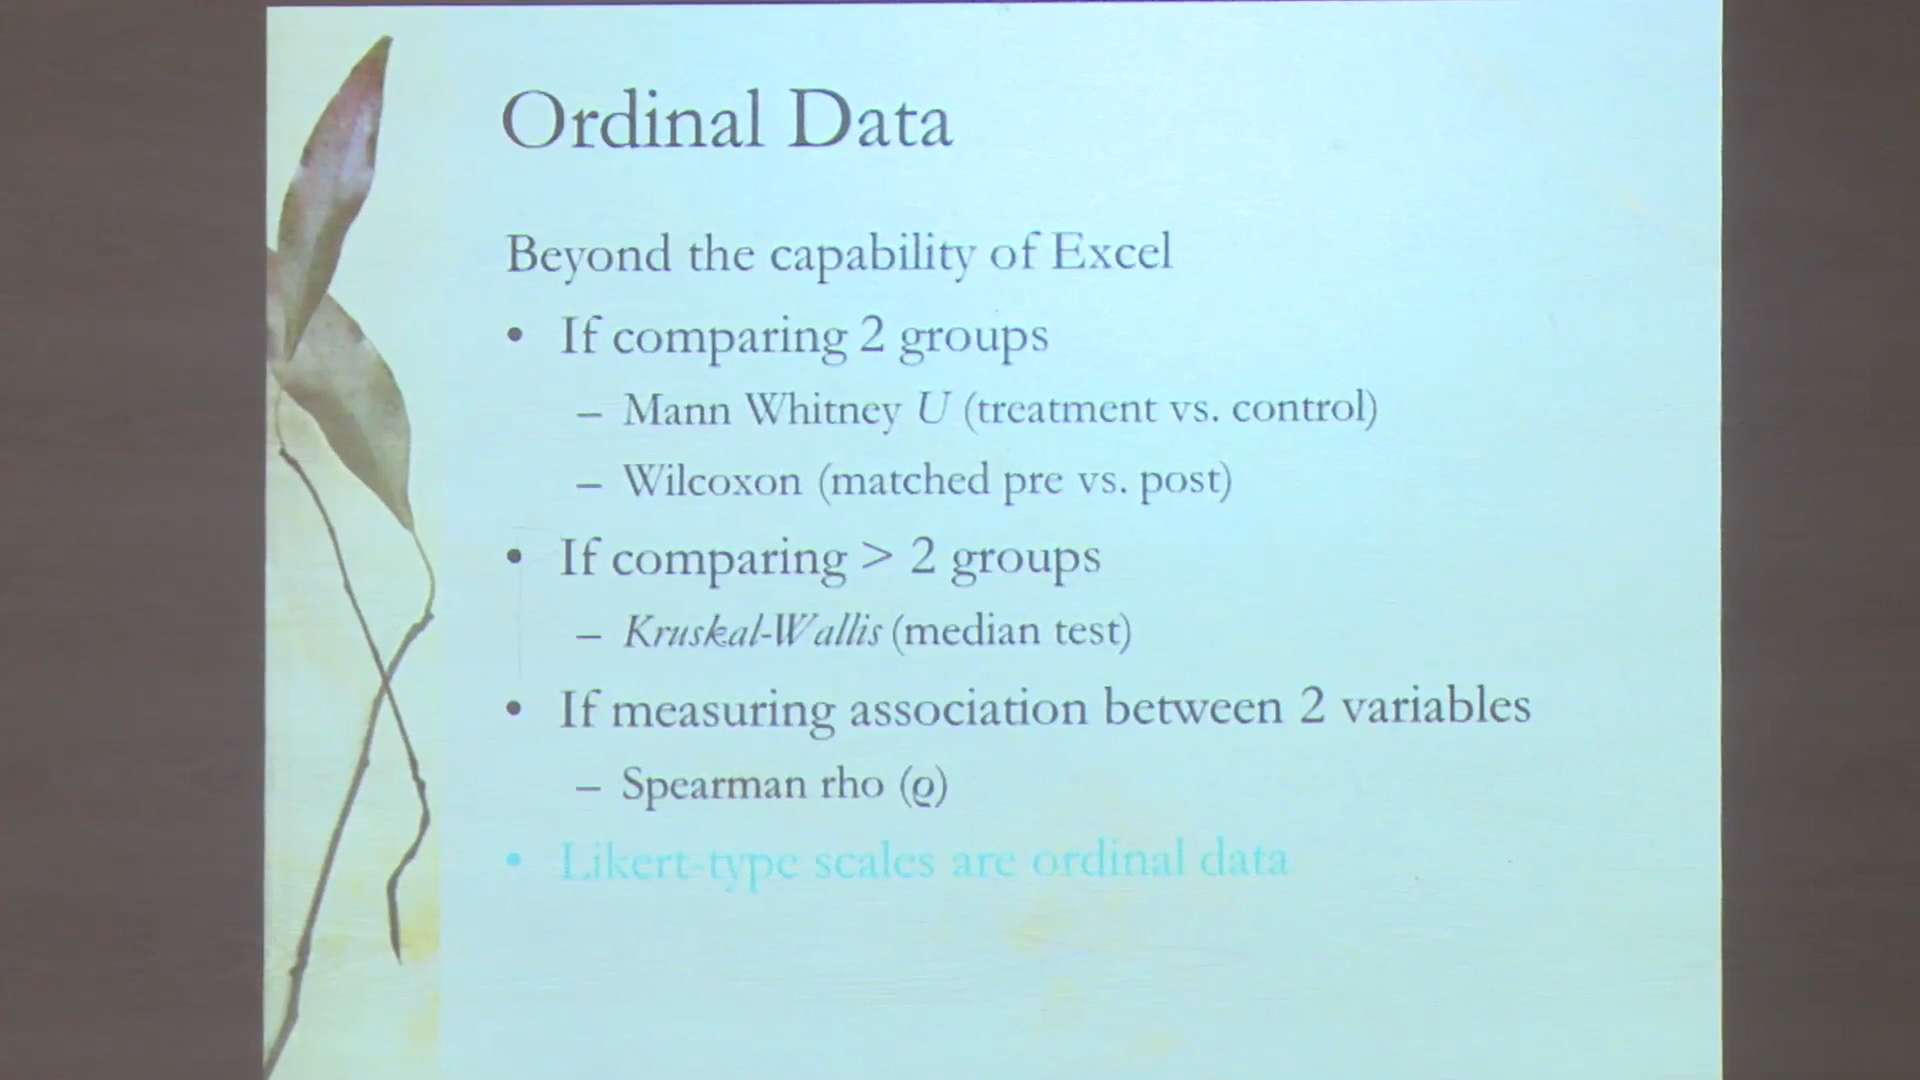 Ordinal Data
Beyond the capability of Excel
• If comparing 2 groups
– Mann Whitney U (treatment vs. control)
– Wilcoxon (matched pre vs. post)
• If comparing > 2 groups
– Kruskal-Wallis (median test)
• If measuring association between 2 variables
– Spearman rho (ϱ)
• Likert-type scales are ordinal data